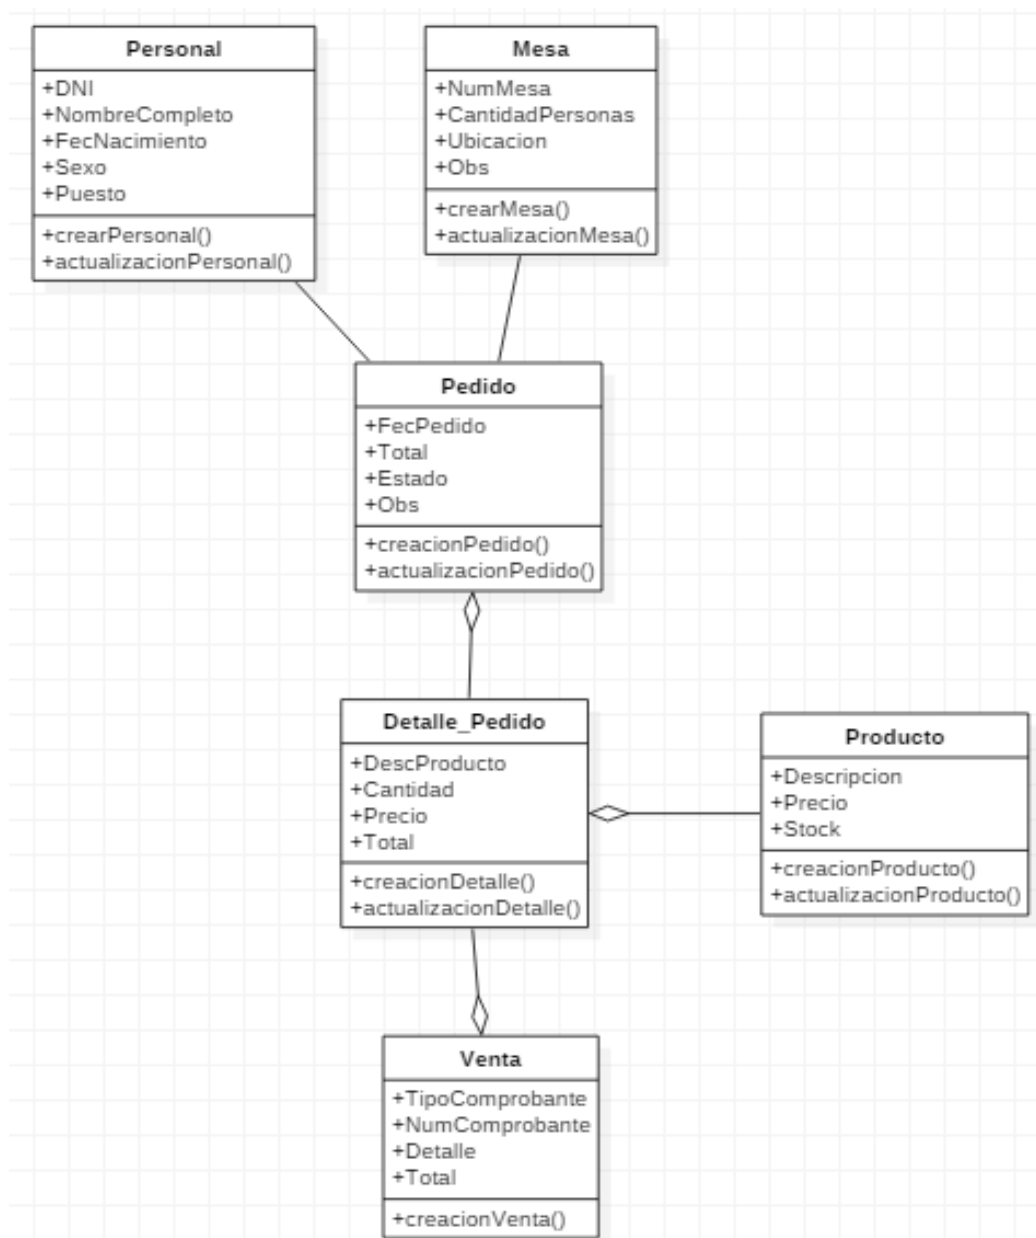 Personal
+DNI
+NombreCompleto
+FecNacimiento
+Sexo
+Puesto
+crearPersonal()
+actualizacionPersonal()
Mesa
+NumMesa
+CantidadPersonas
+Ubicacion
+Obs
+crearMesa()
+actualizacionMesa()
Pedido
+FecPedido
+Total
+Estado
+Obs
+creacionPedido()
+actualizacionPedido()
Detalle_Pedido
+DescProducto
+Cantidad
+Precio
+Total
+creacionDetalle()
+actualizacionDetalle()
Producto
+Descripcion
+Precio
+Stock
+creacionProducto()
+actualizacionProducto()
Venta
+TipoComprobante
+NumComprobante
+Detalle
+Total
+creacionVenta()